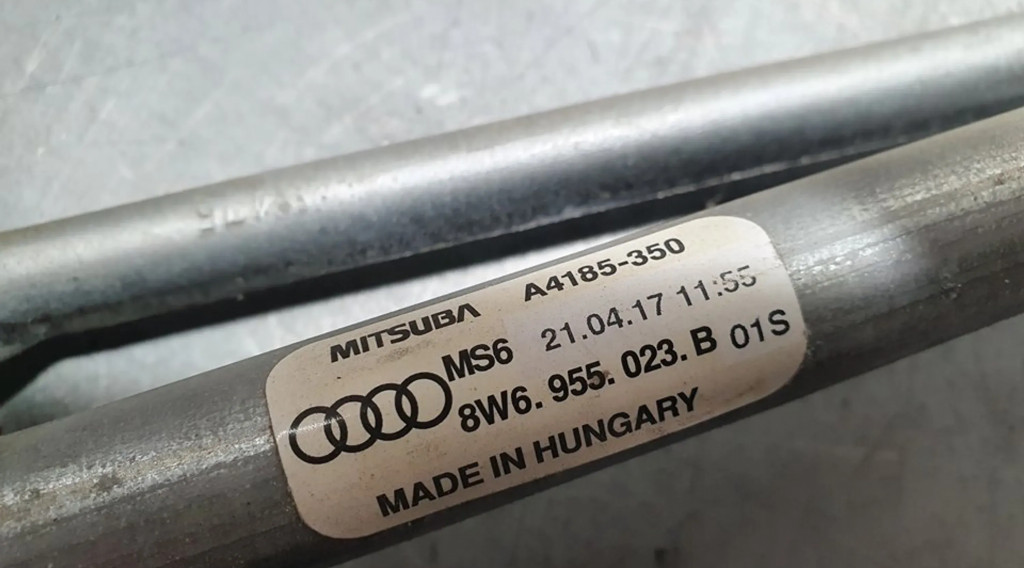 MITSUBA A4185-350
MS6 21.04.17 11:55
8W6. 955. 023. B 01S
MADE IN HUNGARY